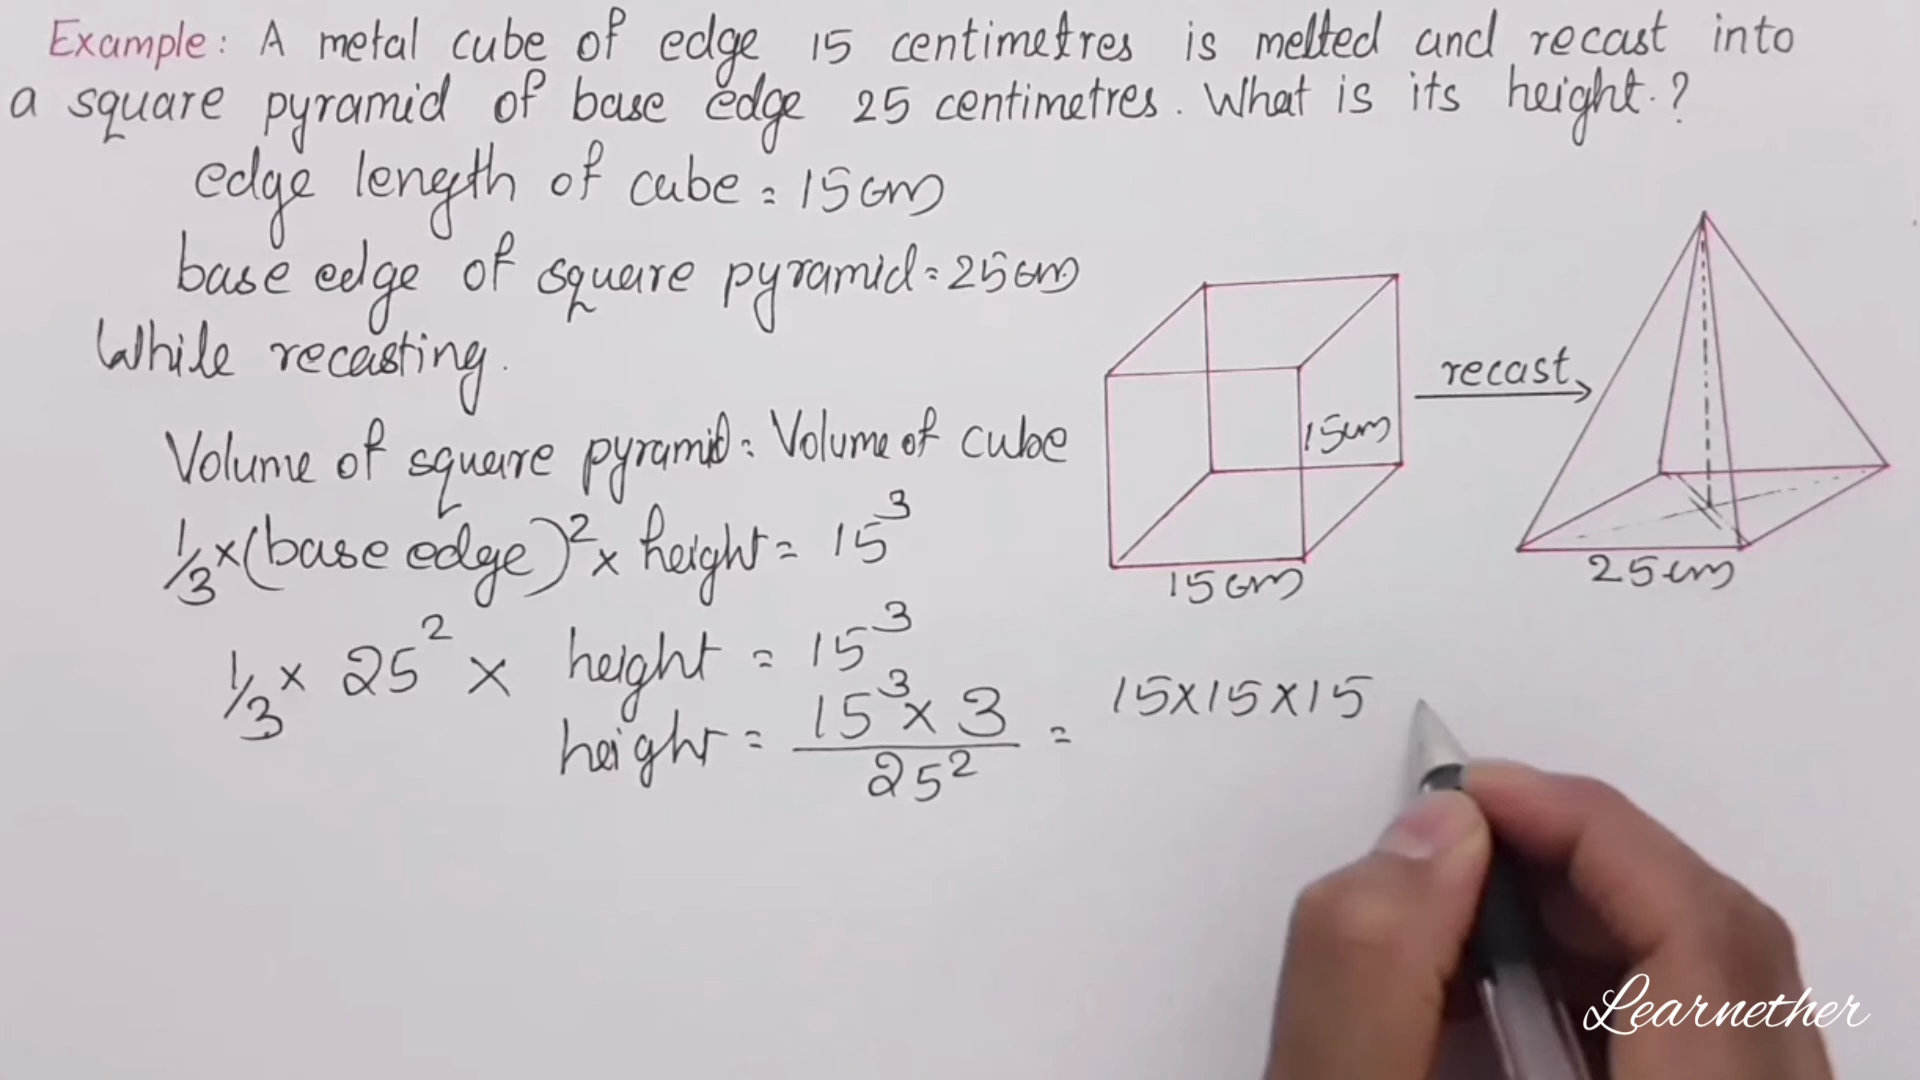 Example: A metal cube of edge 15 centimetres is melted and recast into
a square pyramid of base edge 25 centimetres. What is its height.?
edge length of cube = 15cm
base edge of square pyramid = 25cm
While recasting.
Volume of square pyramid = Volume of cube
1/3 × (base edge)² × height = 15³
1/3 × 25² × height = 15³
height = 15³ × 3 / 25² = 15×15×15
recast
15cm
15cm
25cm
Learnether